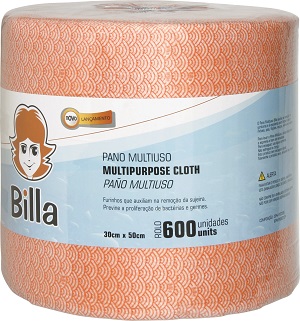 NOVO LANÇAMENTO
PANO MULTIUSO
MULTIPURPOSE CLOTH
PAÑO MULTIUSO
Billa
Furinhos que auxiliam na remoção da sujeira.
Previne a proliferação de bactérias e germes.
30cm x 50cm
ROLO 600 unidades
units